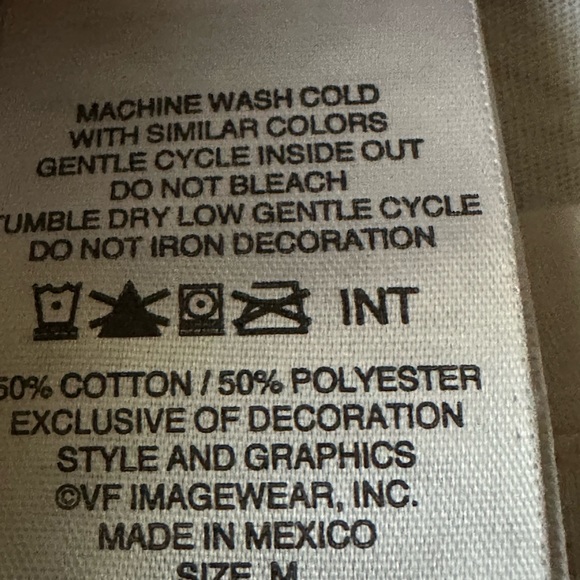 MACHINE WASH COLD
WITH SIMILAR COLORS
GENTLE CYCLE INSIDE OUT
DO NOT BLEACH
TUMBLE DRY LOW GENTLE CYCLE
DO NOT IRON DECORATION
INT
50% COTTON / 50% POLYESTER
EXCLUSIVE OF DECORATION
STYLE AND GRAPHICS
©VF IMAGEWEAR, INC.
MADE IN MEXICO
SIZE M